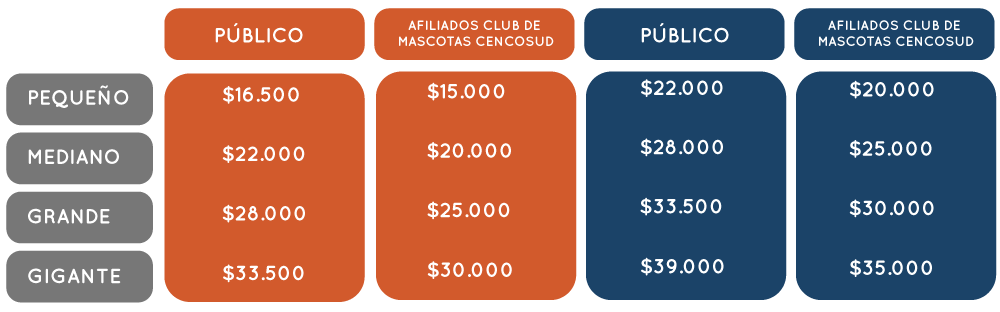 PÚBLICO
AFILIADOS CLUB DE
MASCOTAS CENCOSUD
PÚBLICO
AFILIADOS CLUB DE
MASCOTAS CENCOSUD
PEQUEÑO $16.500 $15.000 $22.000 $20.000
MEDIANO $22.000 $20.000 $28.000 $25.000
GRANDE $28.000 $25.000 $33.500 $30.000
GIGANTE $33.500 $30.000 $39.000 $35.000